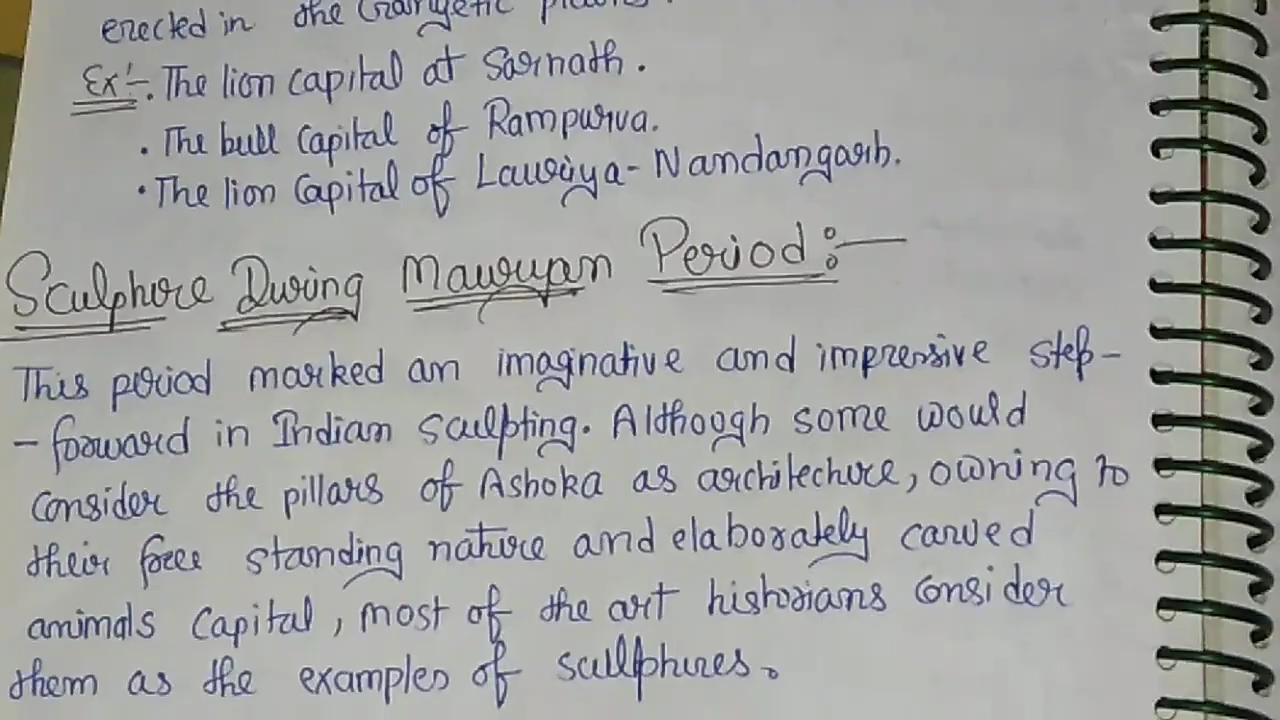 erected in the Gangetic plains.
Ex:- . The lion capital at Sarnath.
. The bull Capital of Rampurva.
• The lion Capital of Lauriya - Nandangarh.
Sculpture During Mauryan Period :—
This period marked an imaginative and impressive step-
- forward in Indian sculpting. Although some would
consider the pillars of Ashoka as architecture, owning to
their free standing nature and elaborately carved
animals Capital, most of the art historians consider
them as the examples of scullptures.